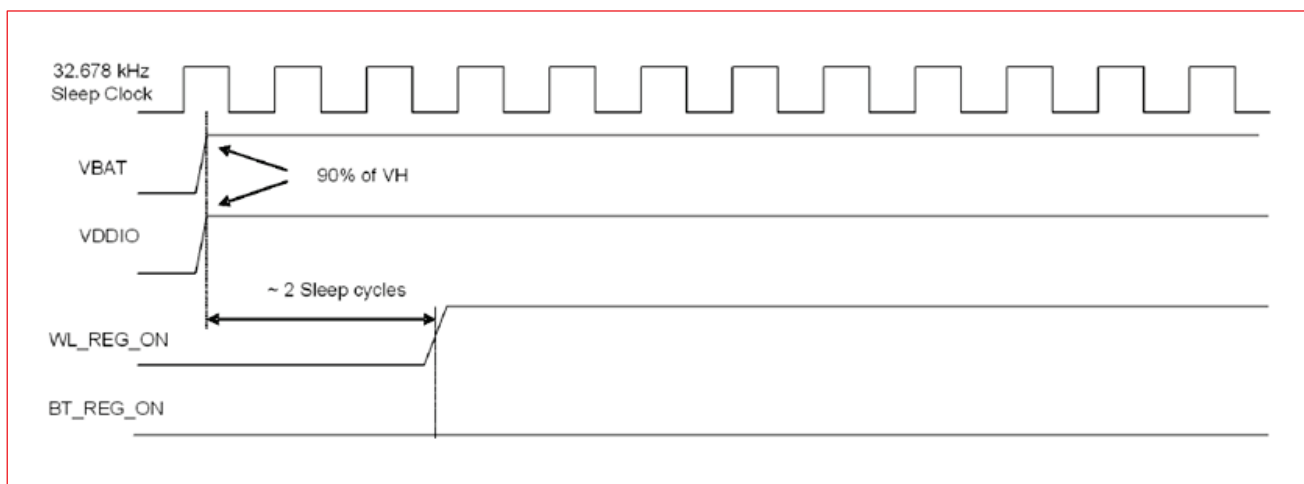 32.678 kHz
Sleep Clock
VBAT
90% of VH
VDDIO
~ 2 Sleep cycles
WL_REG_ON
BT_REG_ON